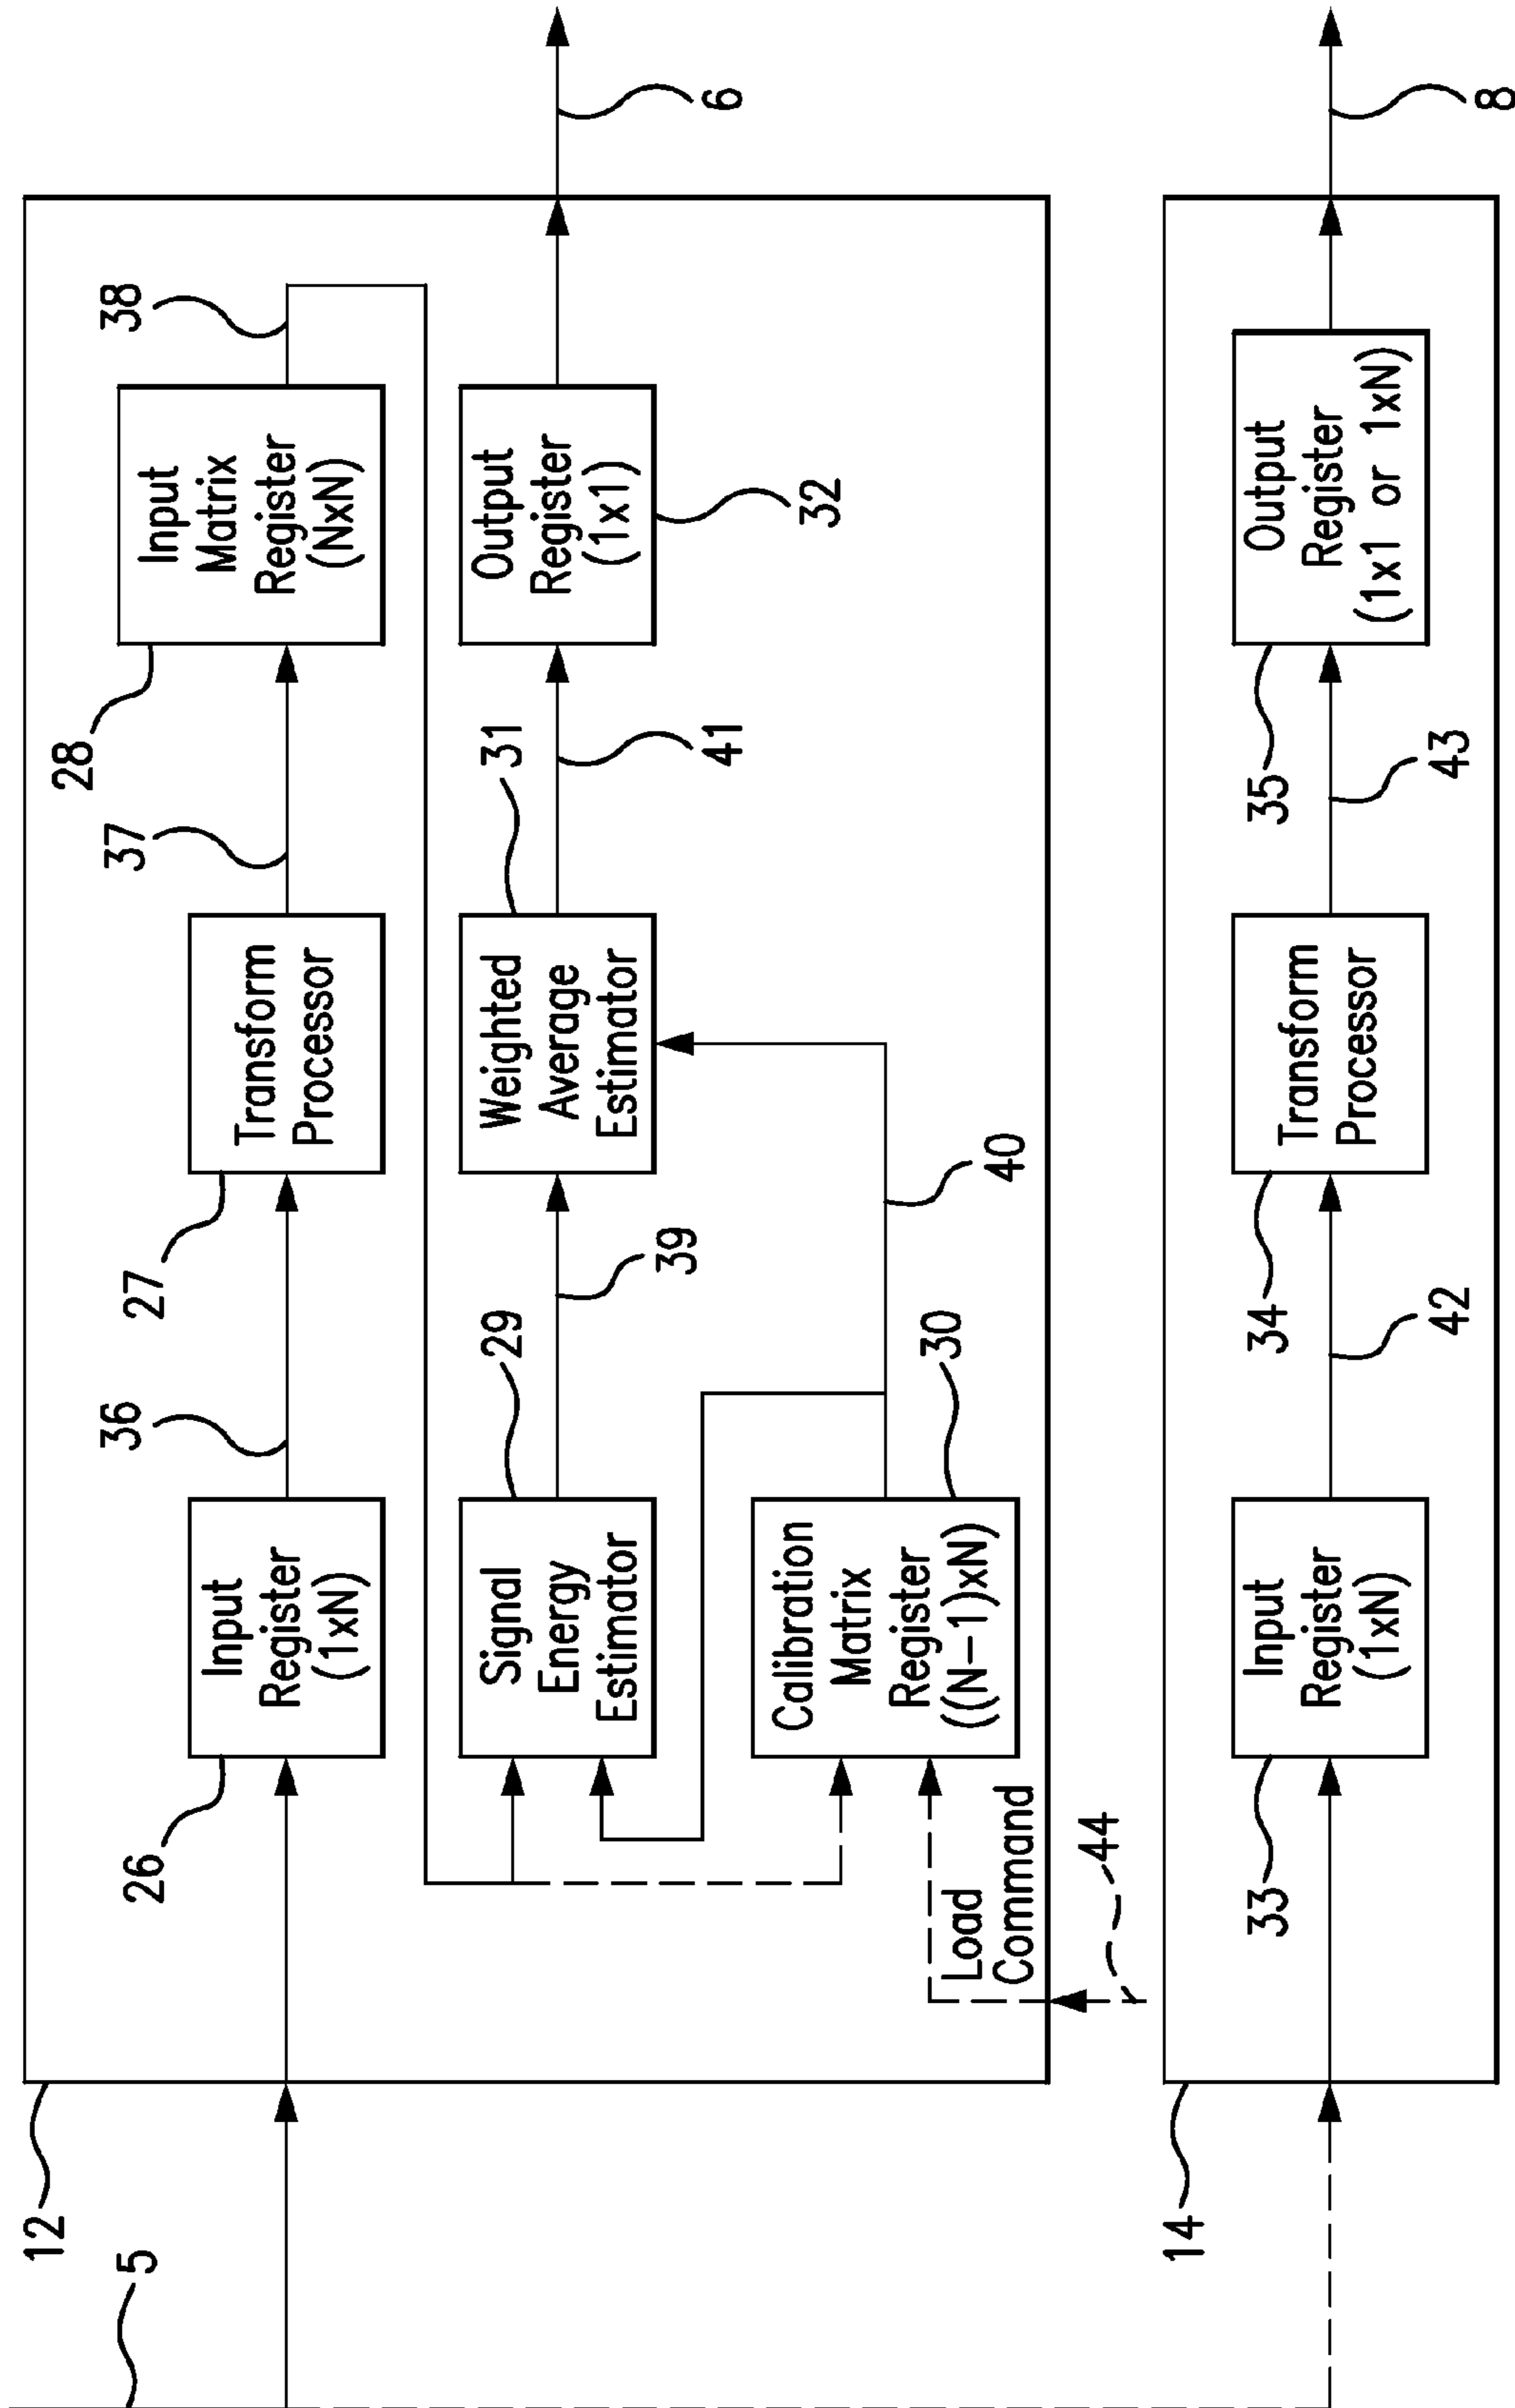 5
12
26
Input
Register
(1xN)
36
27
Transform
Processor
37
28
Input
Matrix
Register
(NxN)
38
Signal
Energy
Estimator
29
39
Weighted
Average
Estimator
31
41
Output
Register
(1x1)
32
6
Calibration
Matrix
Register
((N-1)xN)
30
40
Load
Command
44
14
33
Input
Register
(1xN)
42
34
Transform
Processor
43
35
Output
Register
(1x1 or 1xN)
8